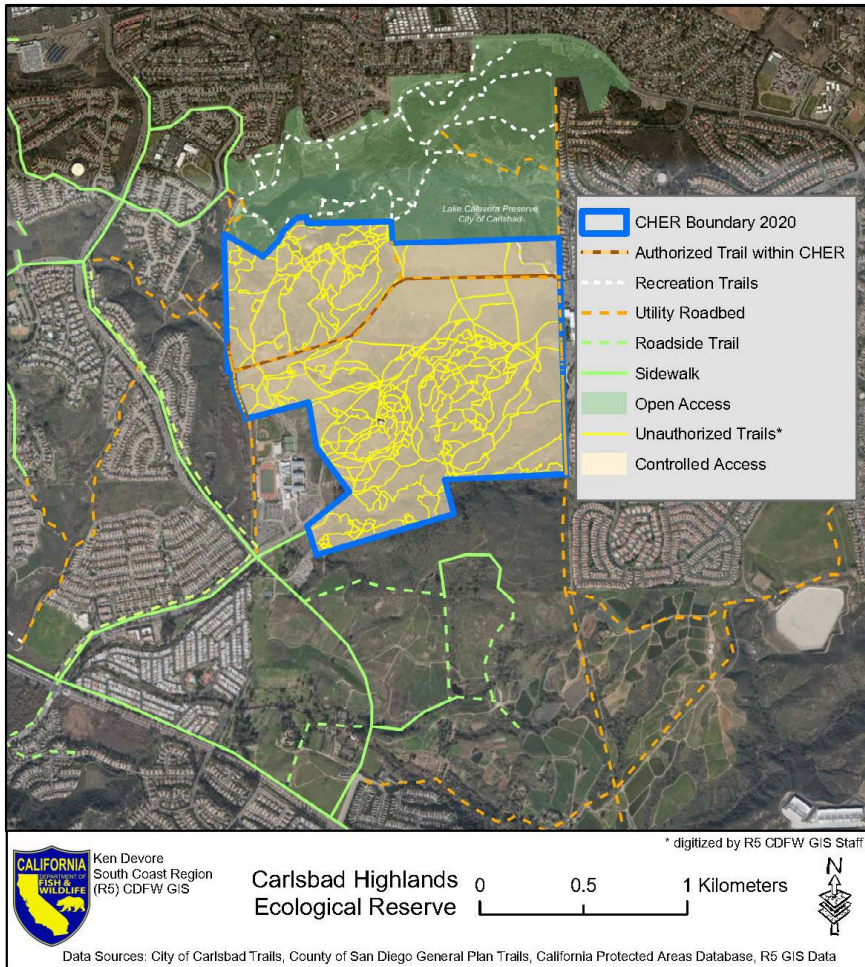 Lake Calavera Preserve
City of Carlsbad
CHER Boundary 2020
Authorized Trail within CHER
Recreation Trails
Utility Roadbed
Roadside Trail
Sidewalk
Open Access
Unauthorized Trails*
Controlled Access
* digitized by R5 CDFW GIS Staff
CALIFORNIA
DEPARTMENT OF
FISH &
WILDLIFE
Ken Devore
South Coast Region
(R5) CDFW GIS
Carlsbad Highlands
Ecological Reserve
0 0.5 1 Kilometers
N
Data Sources: City of Carlsbad Trails, County of San Diego General Plan Trails, California Protected Areas Database, R5 GIS Data